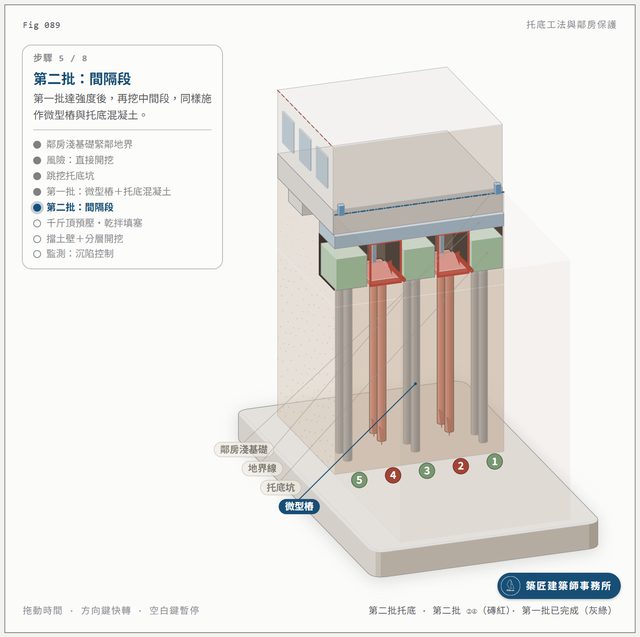 Fig 089
托底工法與鄰房保護
步驟 5 / 8
第二批：間隔段
第一批達強度後，再挖中間段，同樣施
作微型樁與托底混凝土。
鄰房淺基礎緊鄰地界
風險：直接開挖
跳挖托底坑
第一批：微型樁＋托底混凝土
第二批：間隔段
千斤頂預壓・乾拌填塞
擋土壁＋分層開挖
監測：沉陷控制
鄰房淺基礎
地界線
托底坑
微型樁
5
4
3
2
1
築匠建築師事務所
拖動時間 · 方向鍵快轉 · 空白鍵暫停
第二批托底 · 第二批 ②④（磚紅）· 第一批已完成（灰綠）